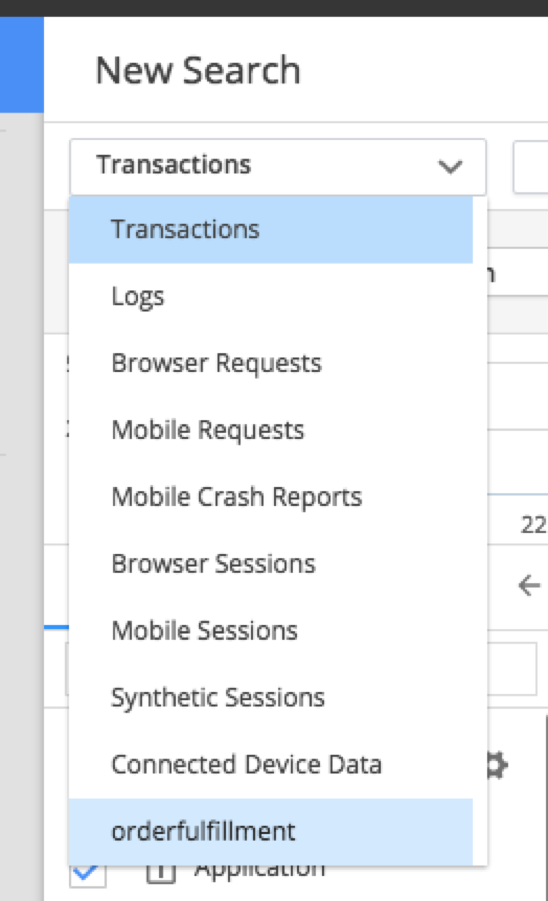 New Search
Transactions
Transactions
Logs
Browser Requests
Mobile Requests
Mobile Crash Reports
Browser Sessions
22
Mobile Sessions
Synthetic Sessions
Connected Device Data
orderfulfillment
Application